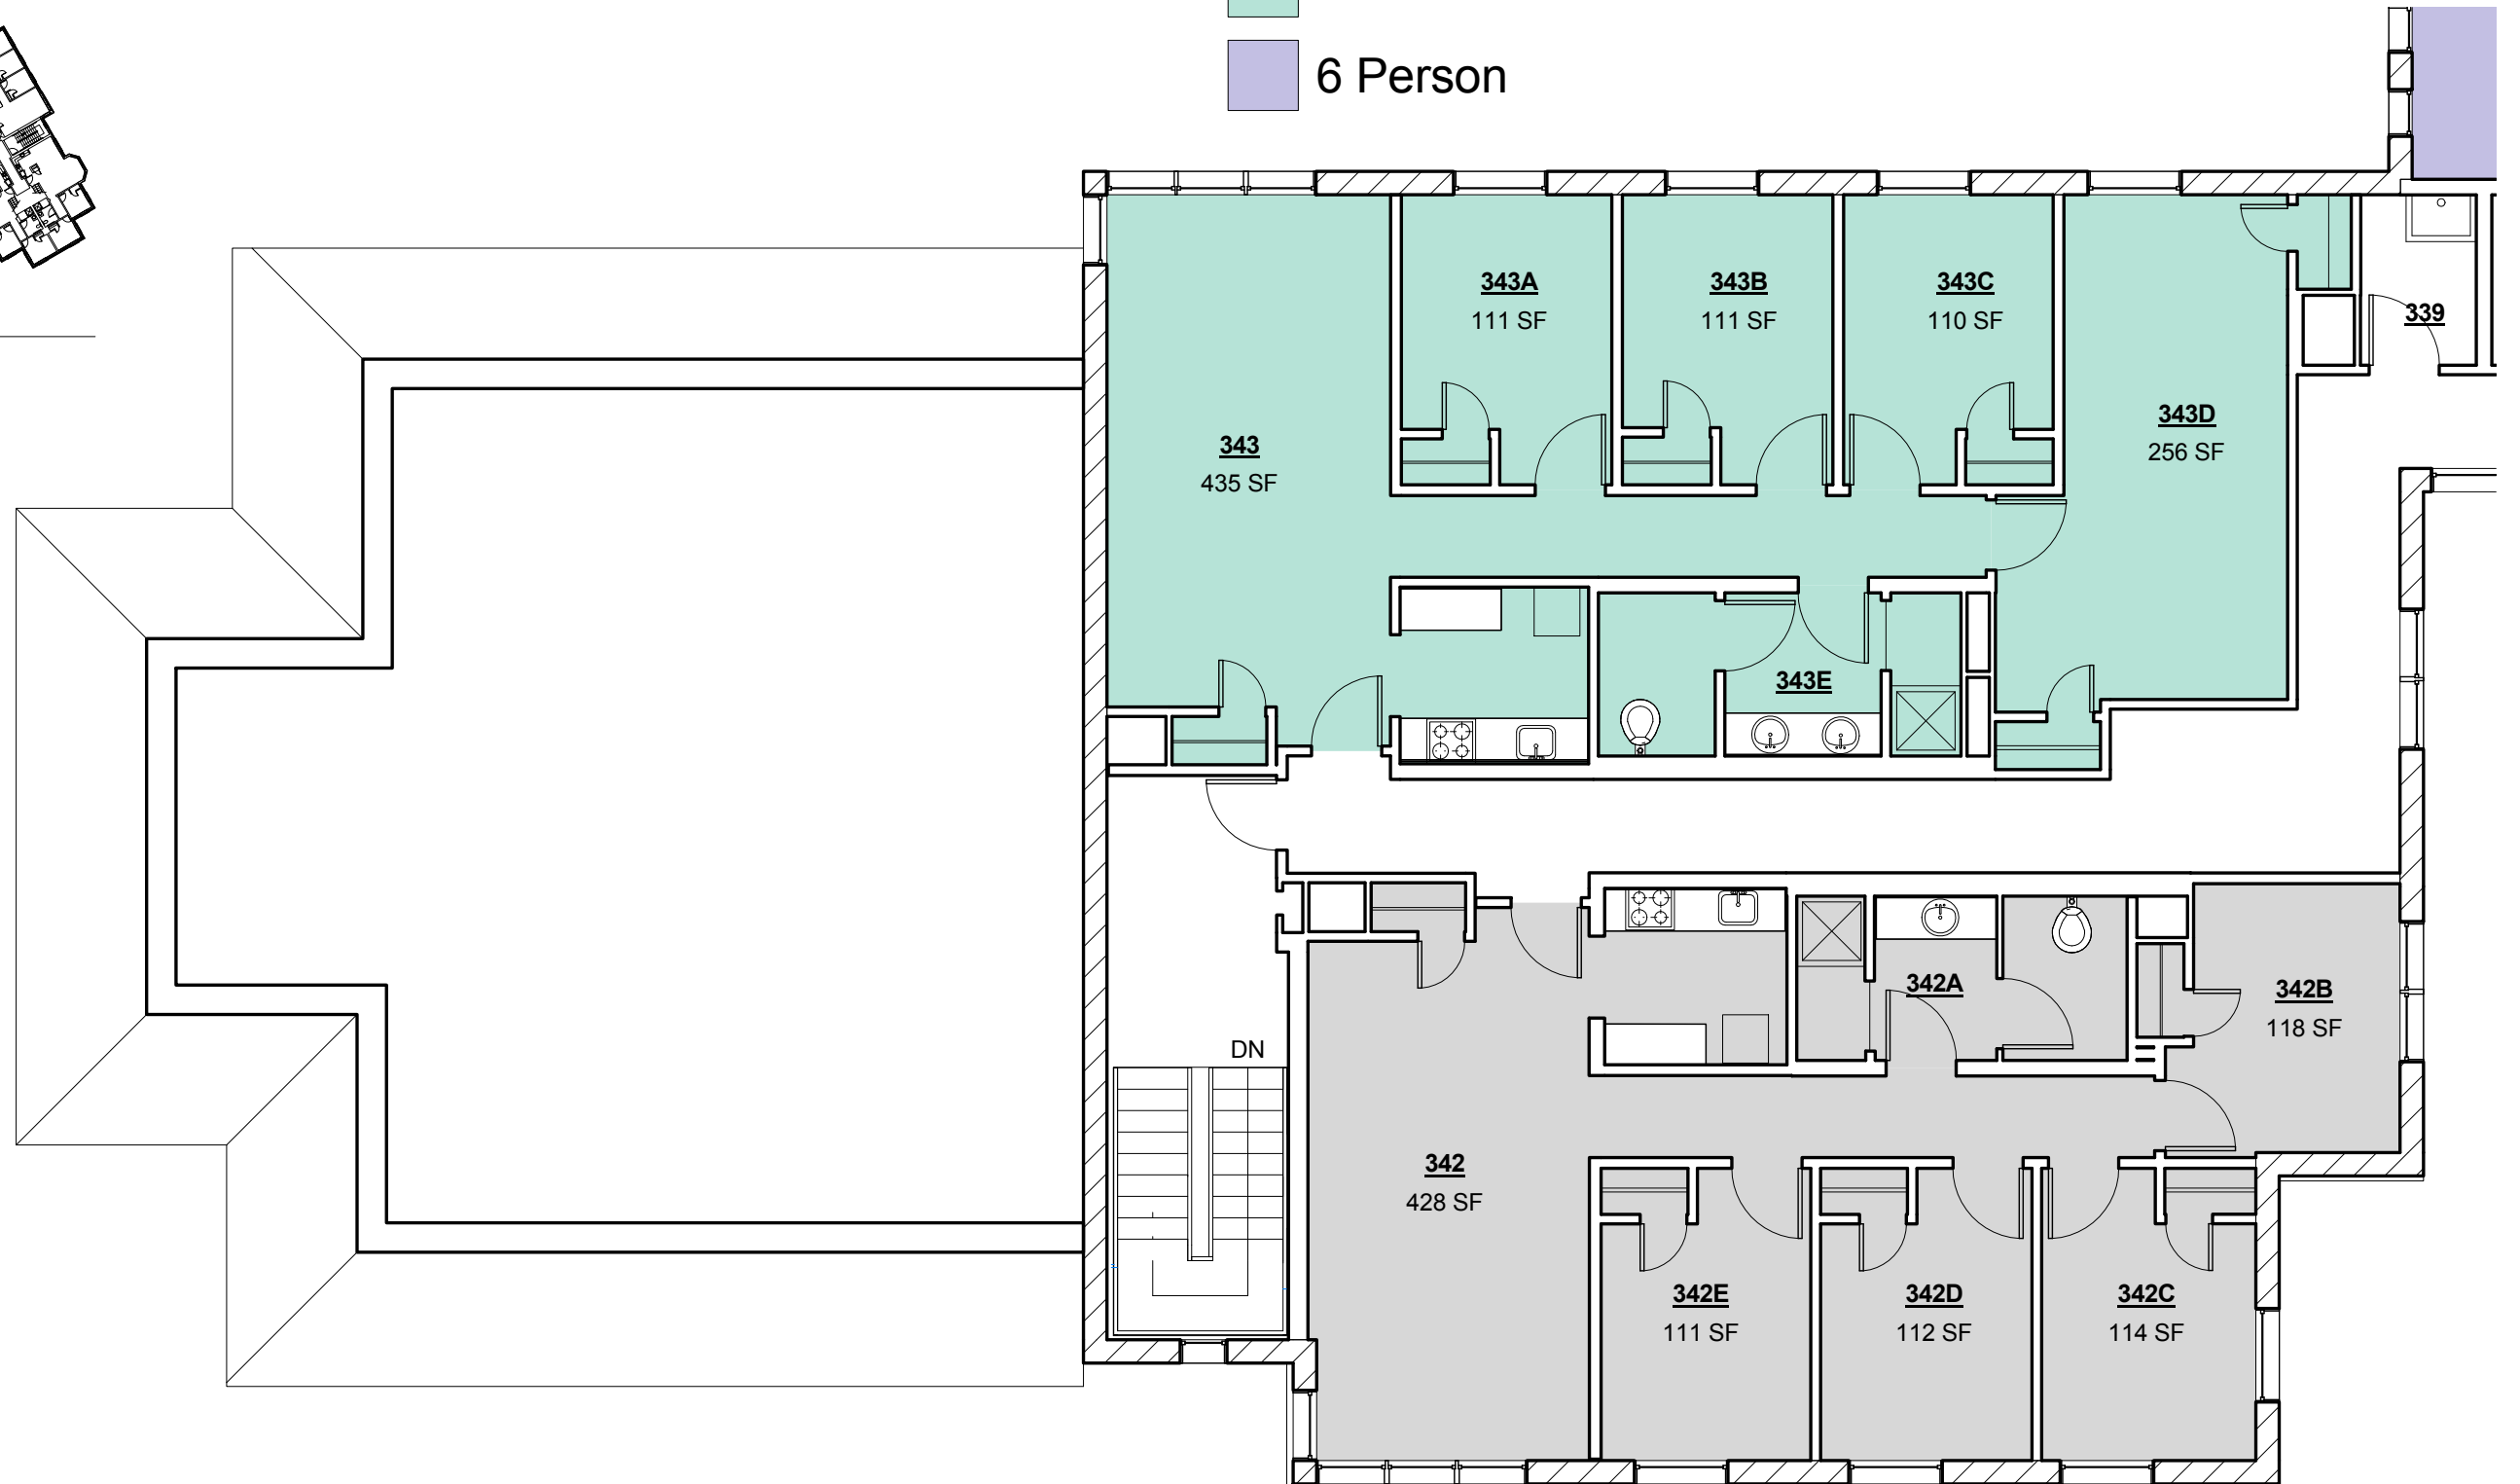 6 Person
343A
111 SF
343B
111 SF
343C
110 SF
339
343D
256 SF
343
435 SF
343E
342A
342B
118 SF
DN
342
428 SF
342E
111 SF
342D
112 SF
342C
114 SF